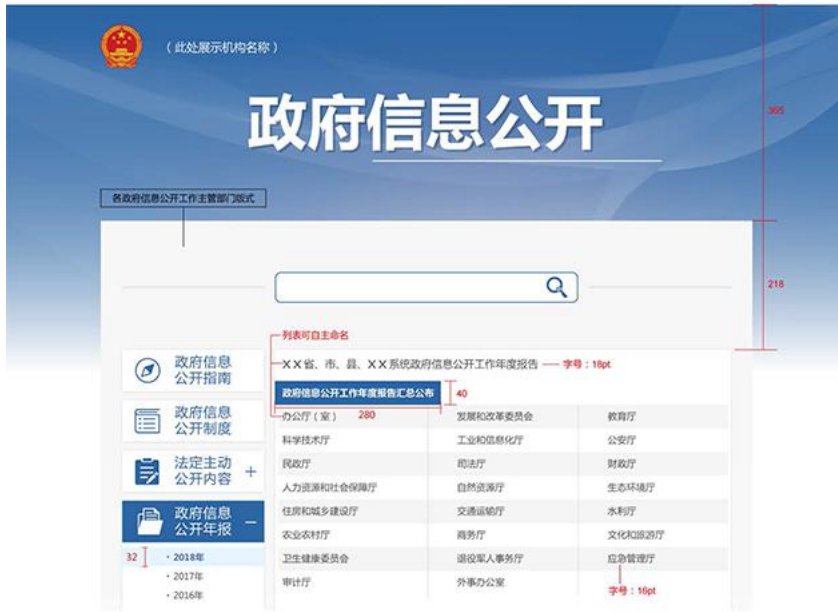 （此处展示机构名称）
政府信息公开
395
各政府信息公开工作主管部门版式
218
列表可自主命名
政府信息
公开指南
XX省、市、县、XX系统政府信息公开工作年度报告 字号：18pt
政府信息公开工作年度报告汇总公布 40
政府信息
公开制度
办公厅（室） 280 发展和改革委员会 教育厅
科学技术厅 工业和信息化厅 公安厅
法定主动
公开内容 +
民政厅 司法厅 财政厅
人力资源和社会保障厅 自然资源厅 生态环境厅
政府信息
公开年报 −
住房和城乡建设厅 交通运输厅 水利厅
农业农村厅 商务厅 文化和旅游厅
32 · 2018年
卫生健康委员会 退役军人事务厅 应急管理厅
· 2017年
审计厅 外事办公室
· 2016年
字号：16pt